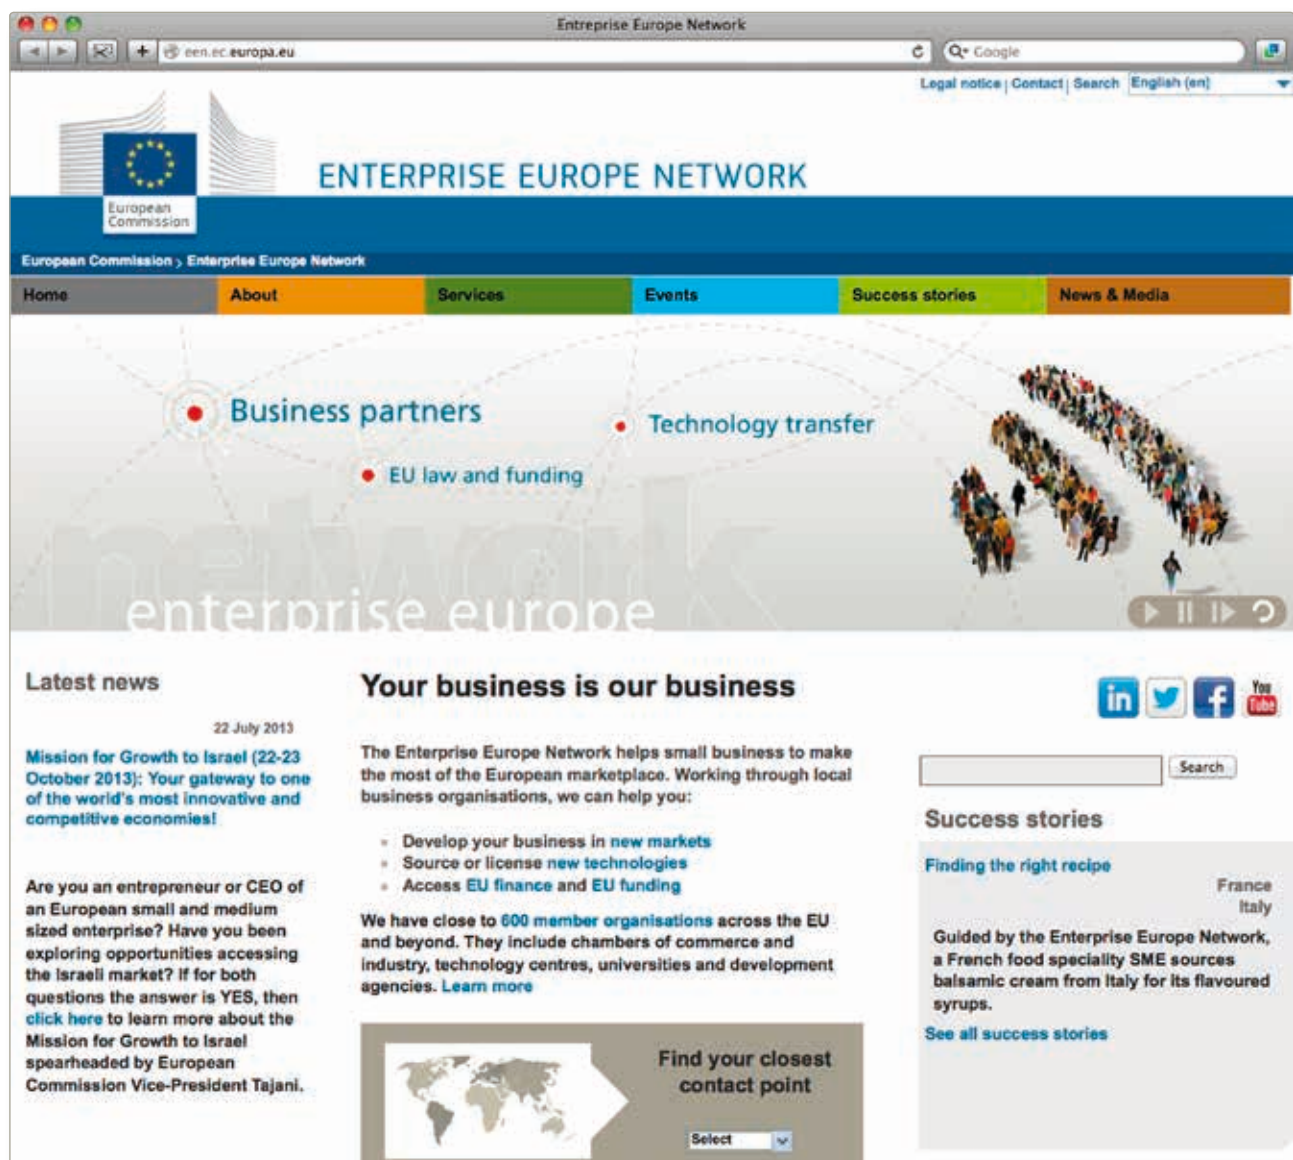 Entreprise Europe Network
een.ec.europa.eu
Google
Legal notice | Contact | Search English (en)
ENTERPRISE EUROPE NETWORK
European
Commission
European Commission > Enterprise Europe Network
Home About Services Events Success stories News & Media
Business partners
Technology transfer
EU law and funding
network
enterprise europe
Latest news
22 July 2013
Mission for Growth to Israel (22-23
October 2013): Your gateway to one
of the world's most innovative and
competitive economies!
Are you an entrepreneur or CEO of
an European small and medium
sized enterprise? Have you been
exploring opportunities accessing
the Israeli market? If for both
questions the answer is YES, then
click here to learn more about the
Mission for Growth to Israel
spearheaded by European
Commission Vice-President Tajani.
Your business is our business
The Enterprise Europe Network helps small business to make
the most of the European marketplace. Working through local
business organisations, we can help you:
Develop your business in new markets
Source or license new technologies
Access EU finance and EU funding
We have close to 600 member organisations across the EU
and beyond. They include chambers of commerce and
industry, technology centres, universities and development
agencies. Learn more
Find your closest
contact point
Select
in
f
You
Tube
Search
Success stories
Finding the right recipe
France
Italy
Guided by the Enterprise Europe Network,
a French food speciality SME sources
balsamic cream from Italy for its flavoured
syrups.
See all success stories